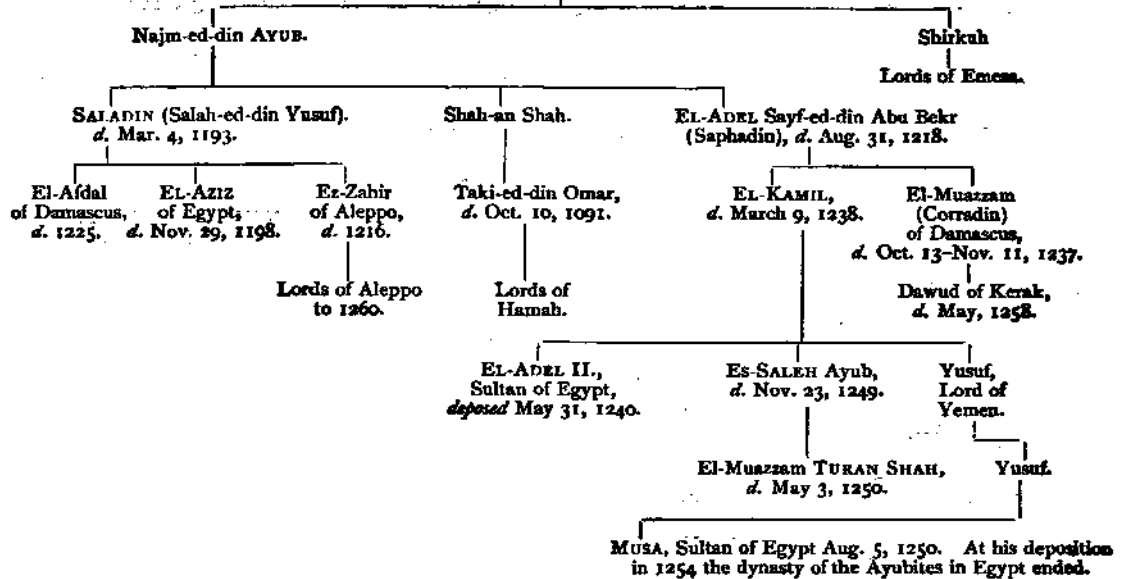 Najm-ed-din AYUB.
Shirkuh
Lords of Emesa.
SALADIN (Salah-ed-din Yusuf).
d. Mar. 4, 1193.
Shah-an Shah.
EL-ADEL Sayf-ed-din Abu Bekr
(Saphadin), d. Aug. 31, 1218.
El-Afdal
of Damascus,
d. 1225.
EL-AZIZ
of Egypt,
d. Nov. 29, 1198.
Ez-Zahir
of Aleppo,
d. 1216.
Taki-ed-din Omar,
d. Oct. 10, 1091.
EL-KAMIL,
d. March 9, 1238.
El-Muazzam
(Corradin)
of Damascus,
d. Oct. 13–Nov. 11, 1237.
Lords of Aleppo
to 1260.
Lords of
Hamah.
Dawud of Kerak,
d. May, 1258.
EL-ADEL II.,
Sultan of Egypt,
deposed May 31, 1240.
ES-SALEH Ayub,
d. Nov. 23, 1249.
Yusuf,
Lord of
Yemen.
El-Muazzam TURAN SHAH,
d. May 3, 1250.
Yusuf.
MUSA, Sultan of Egypt Aug. 5, 1250. At his deposition
in 1254 the dynasty of the Ayubites in Egypt ended.